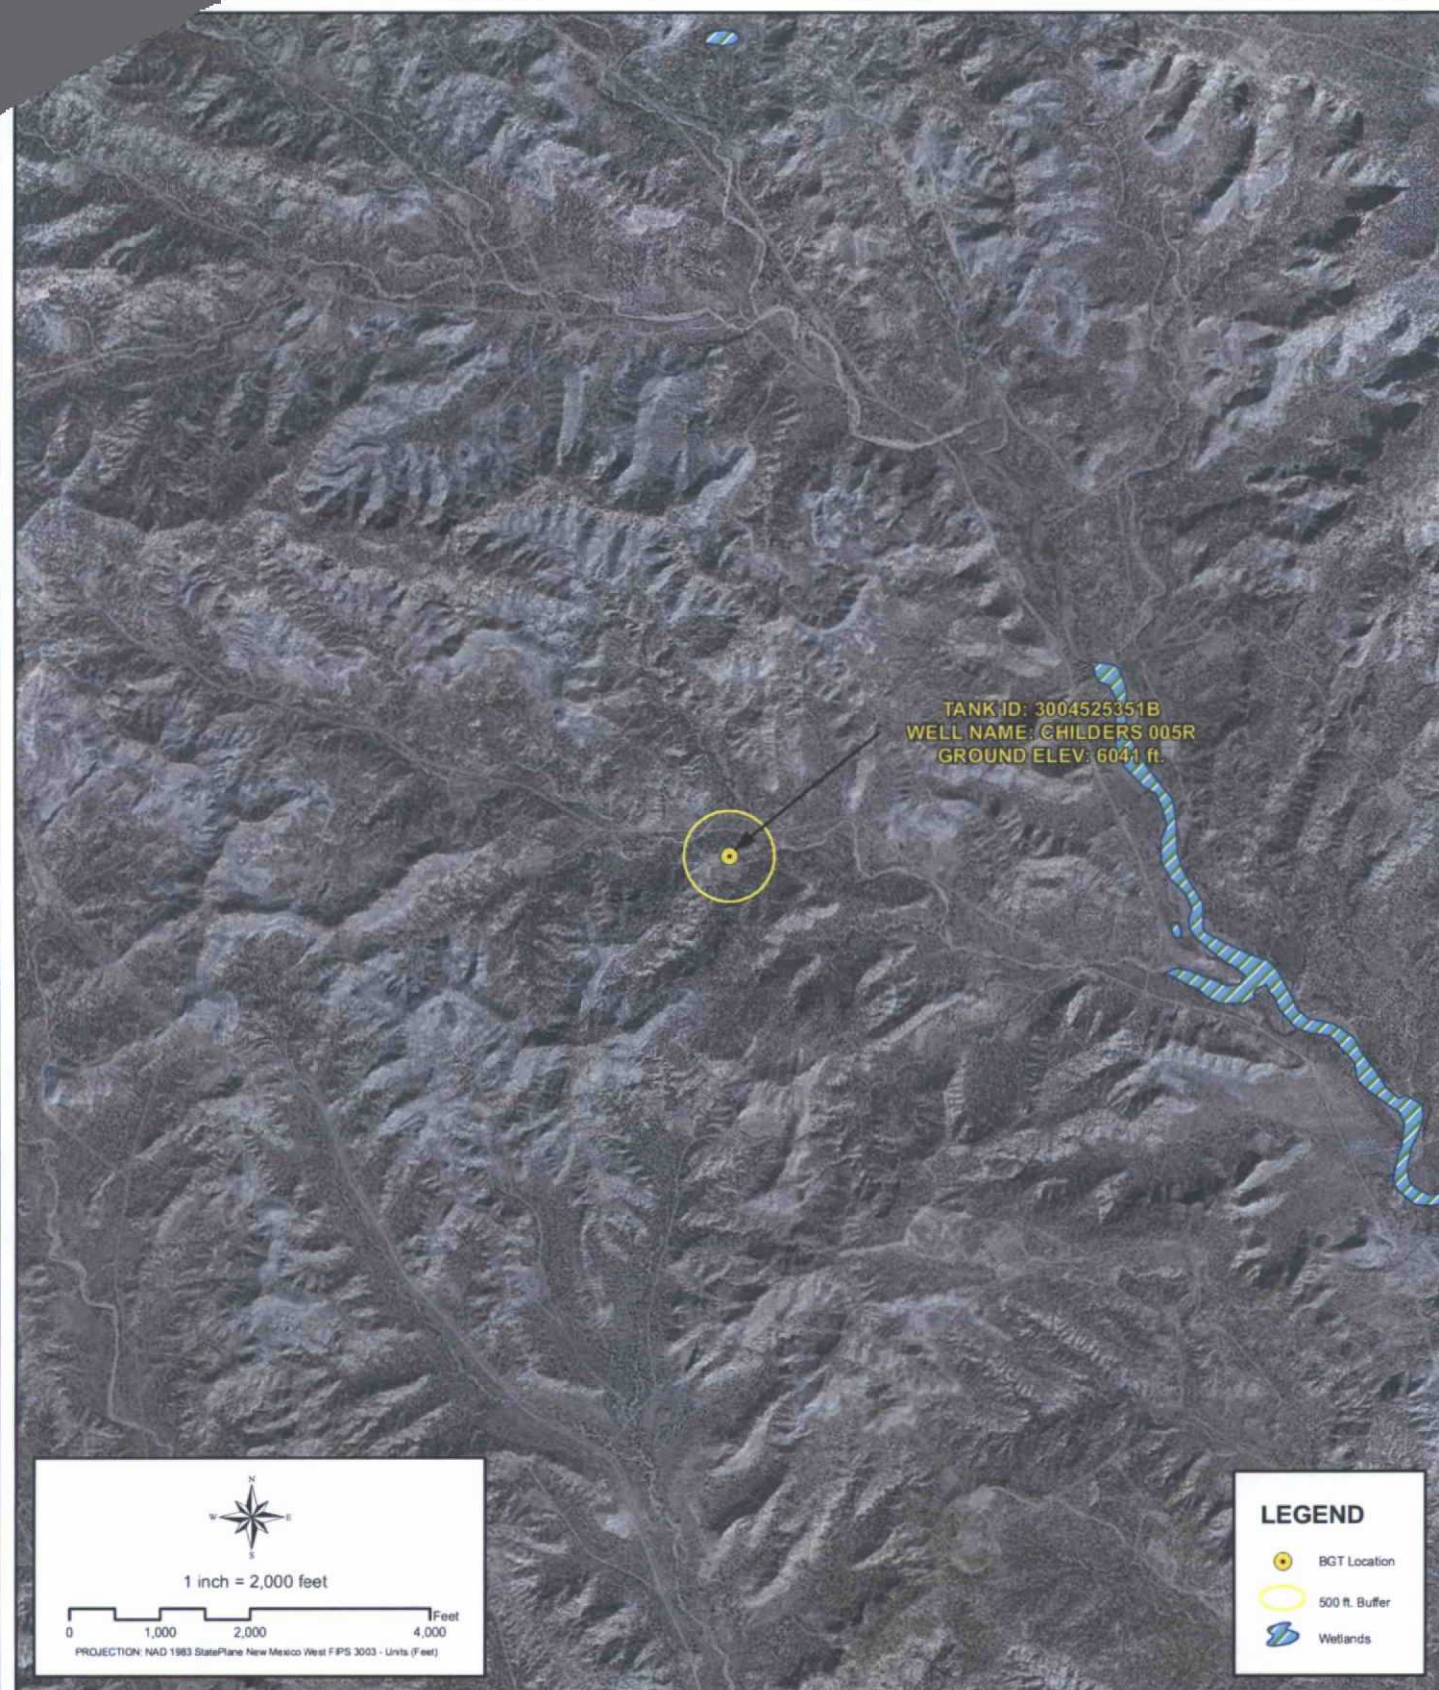 TANK ID: 3004525351B
WELL NAME: CHILDERS 005R
GROUND ELEV: 6041 ft.
N
W E
S
1 inch = 2,000 feet
Feet
0 1,000 2,000 4,000
PROJECTION: NAD 1983 StatePlane New Mexico West FIPS 3003 - Units (Feet)
LEGEND
BGT Location
500 ft. Buffer
Wetlands